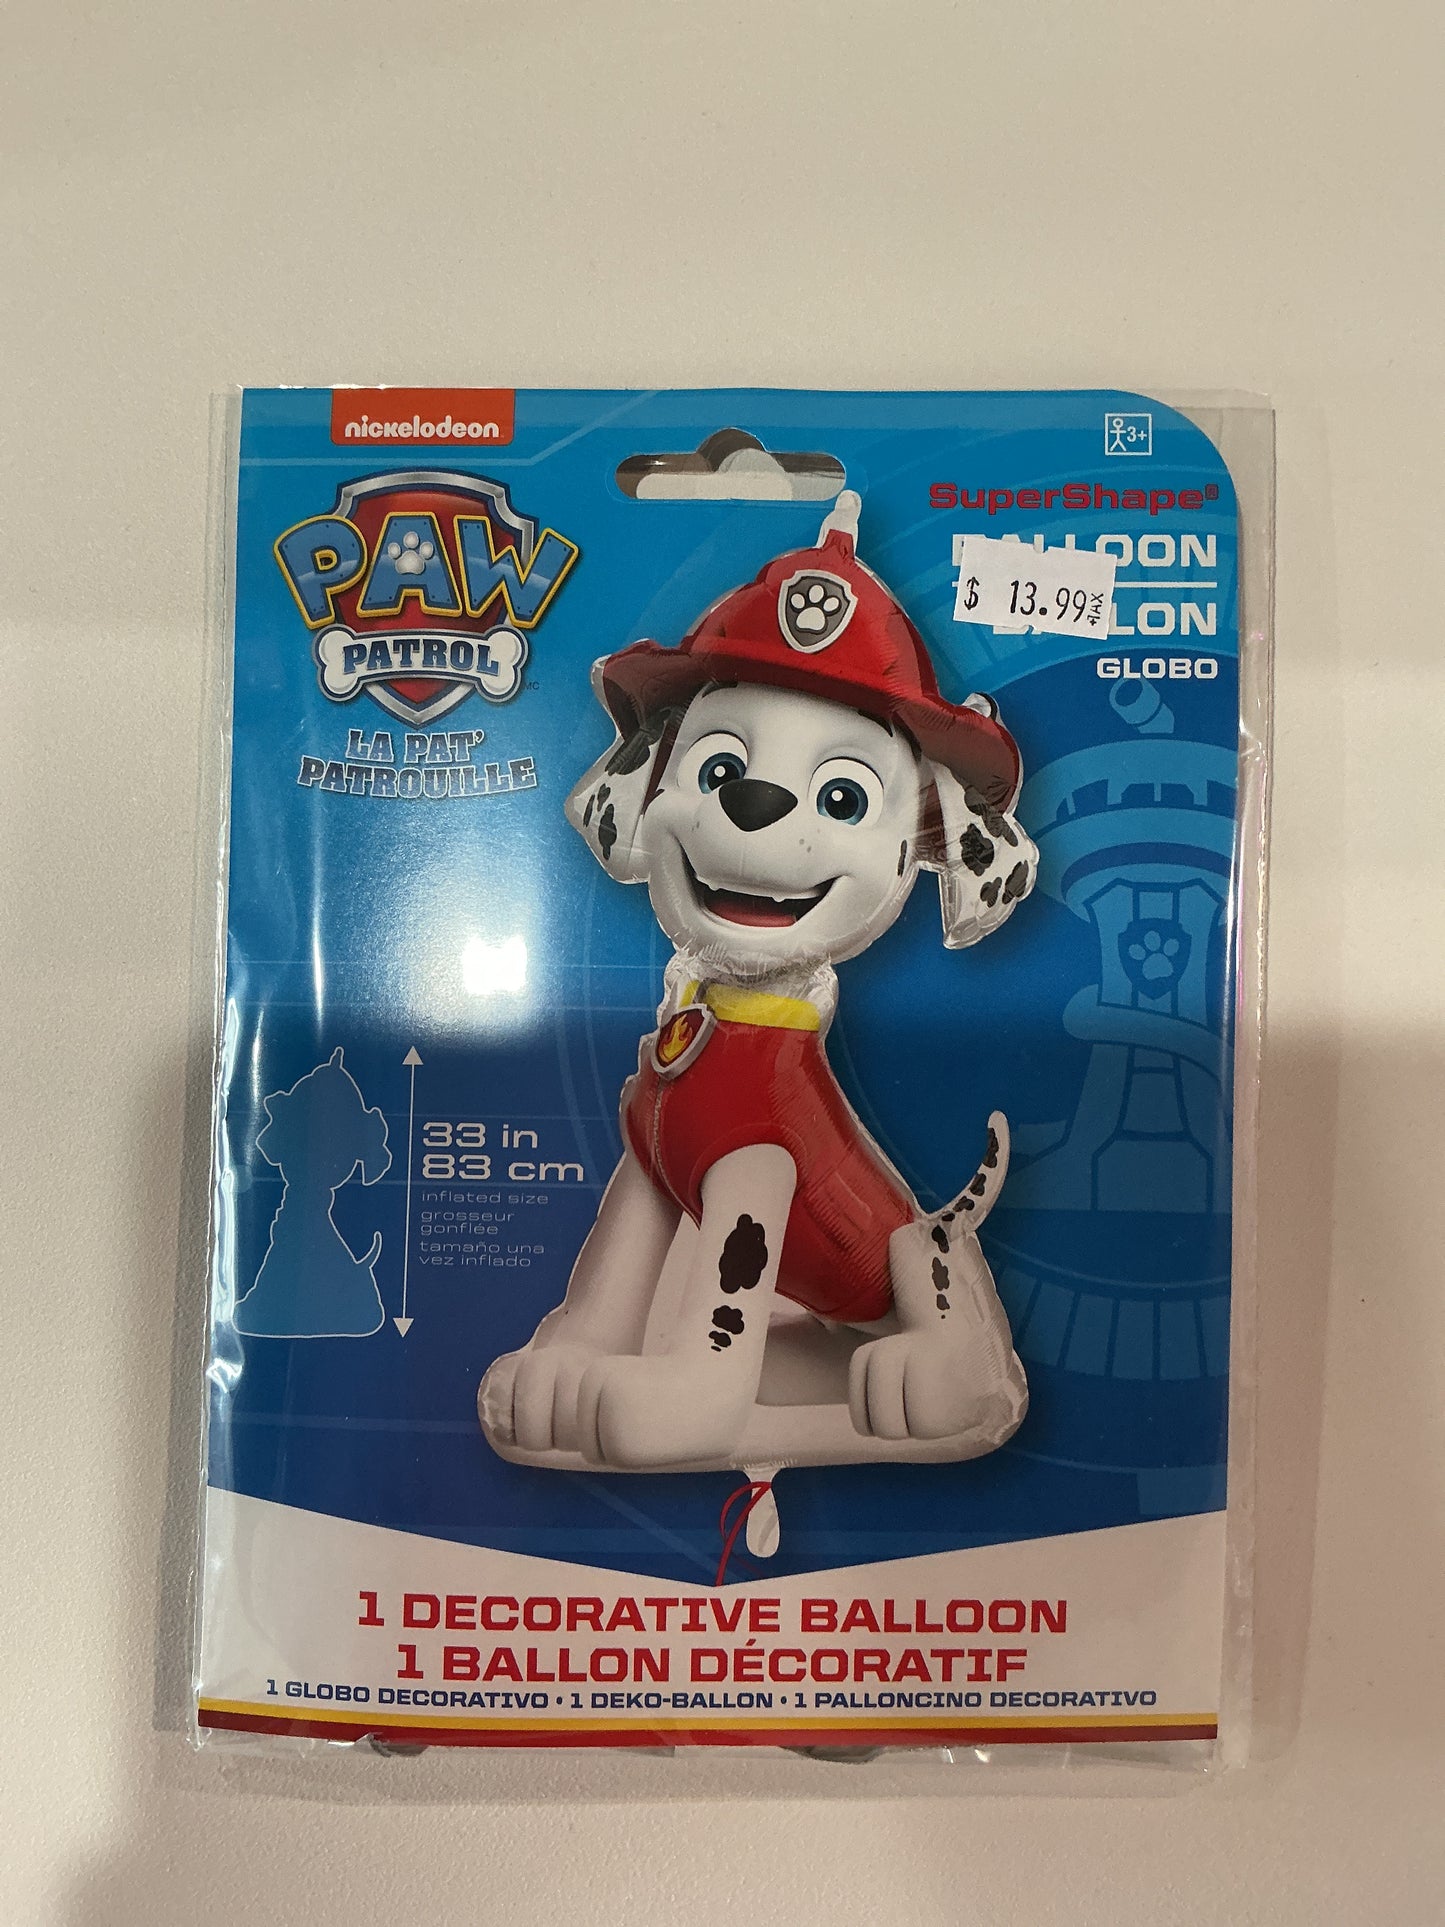 nickelodeon
PAW
PATROL
MC
LA PAT'
PATROUILLE
3+
SuperShape®
$ 13.99 +TAX
GLOBO
33 in
83 cm
inflated size
grosseur
gonflée
tamaño una
vez inflado
1 DECORATIVE BALLOON
1 BALLON DÉCORATIF
1 GLOBO DECORATIVO • 1 DEKO-BALLON • 1 PALLONCINO DECORATIVO